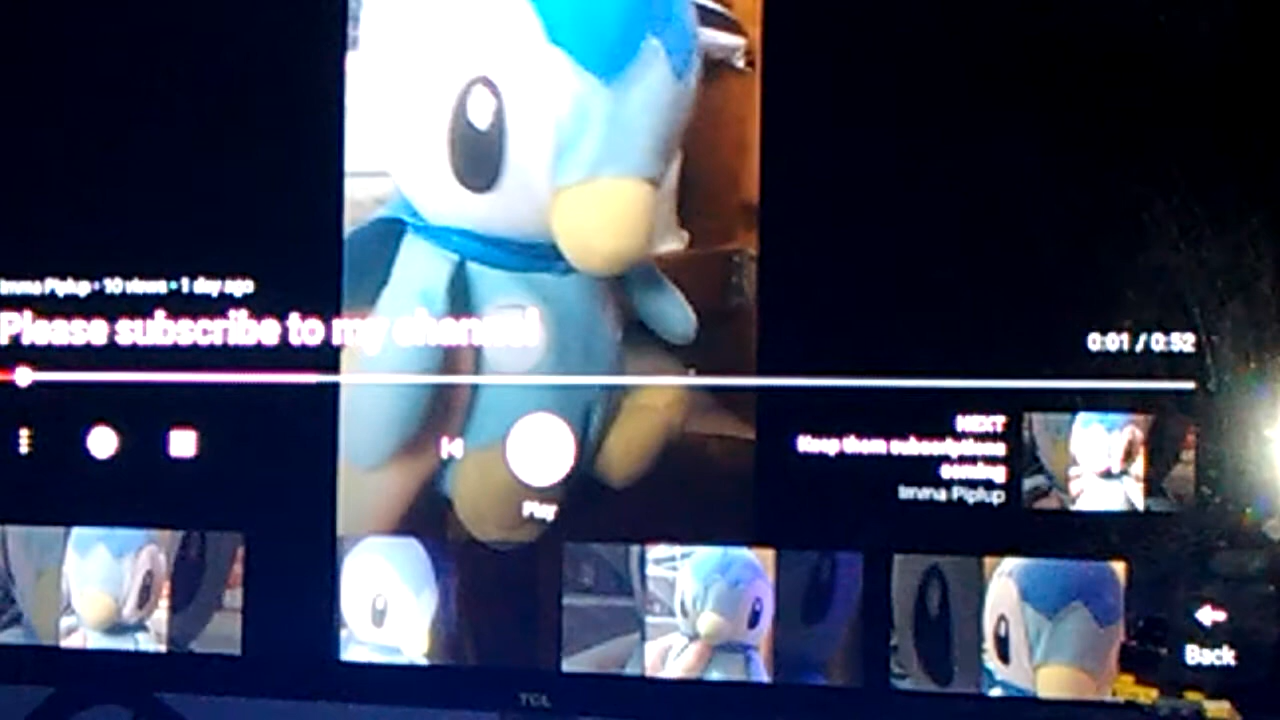 Imma Piplup • 10 views • 1 day ago
Please subscribe to my channel
0:01 / 0:52
NEXT
Keep them subscriptions
coming
Imma Piplup
Play
Back
TCL